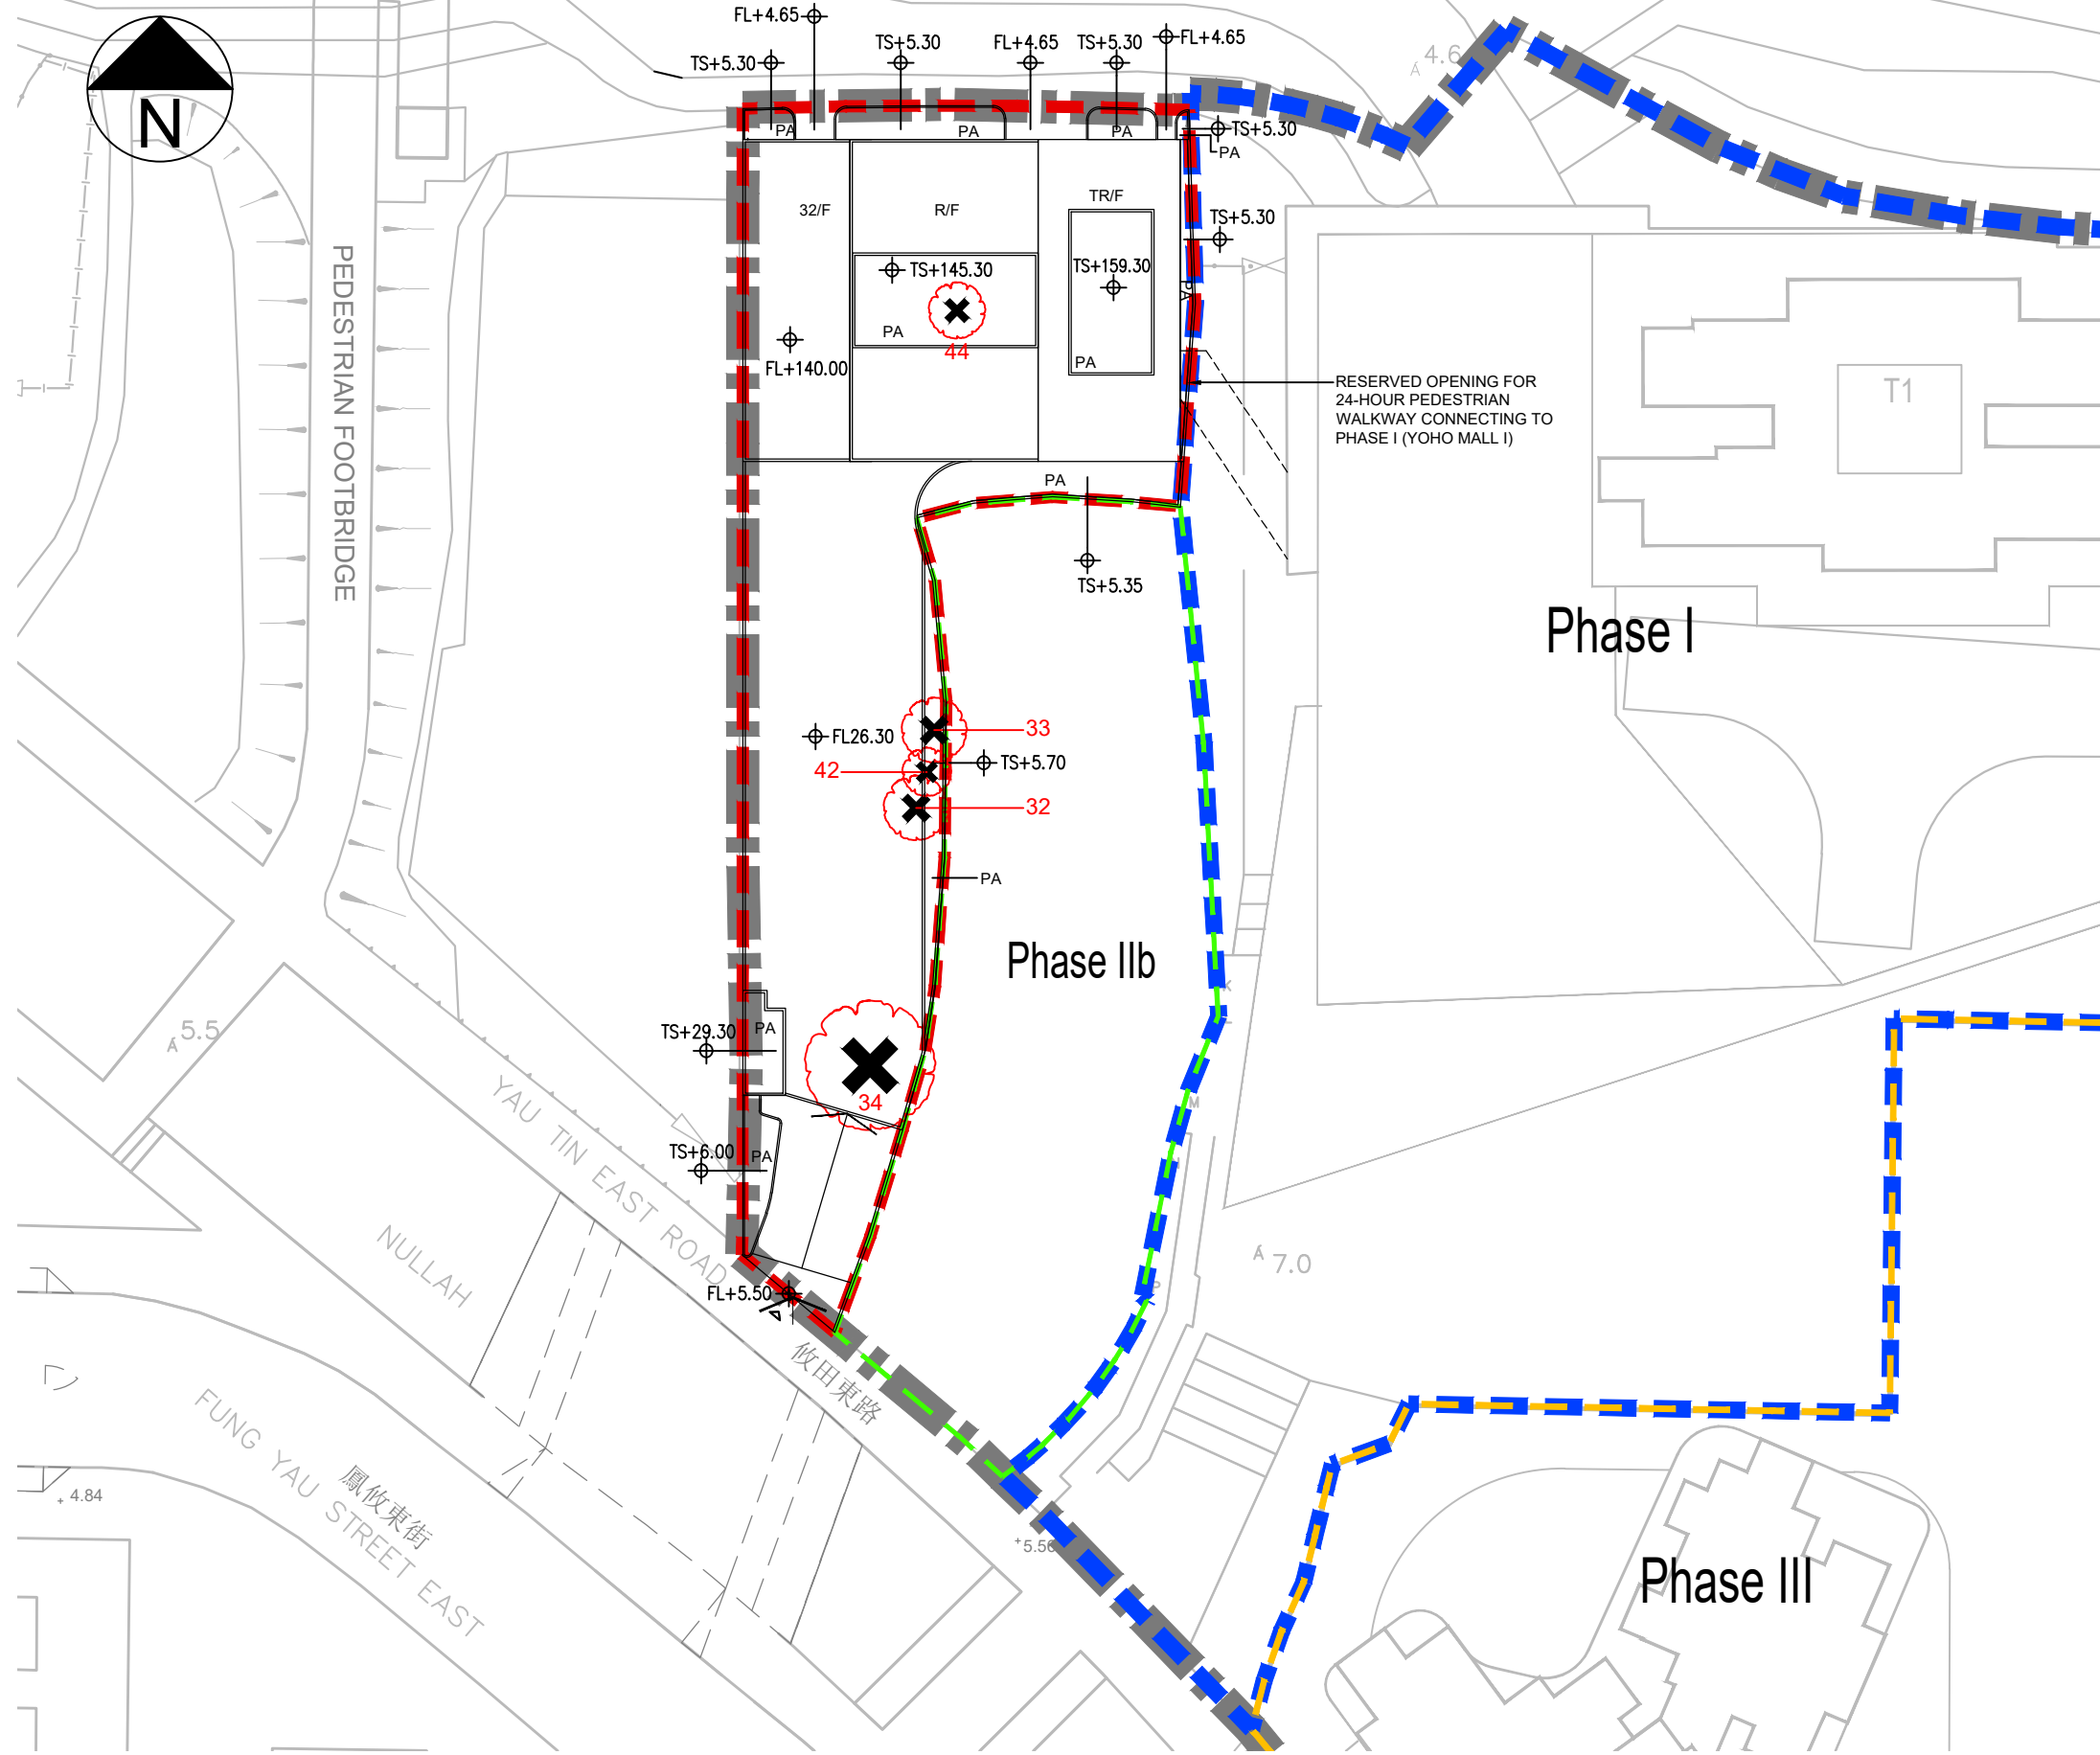 FL+4.65
TS+5.30
TS+5.30
FL+4.65
TS+5.30
FL+4.65
4.6
N
PA
PA
PA
TS+5.30
PA
32/F
R/F
TR/F
TS+5.30
TS+145.30
TS+159.30
PA
PA
PA
44
FL+140.00
PEDESTRIAN FOOTBRIDGE
RESERVED OPENING FOR
24-HOUR PEDESTRIAN
WALKWAY CONNECTING TO
PHASE I (YOHO MALL I)
T1
PA
TS+5.35
Phase I
33
FL26.30
TS+5.70
42
32
PA
Phase IIb
K
5.5
TS+29.30
PA
34
M
YAU TIN EAST ROAD
TS+6.00
PA
P
7.0
NULLAH
FL+5.50
攸田東路
FUNG YAU STREET EAST
鳳攸東街
4.84
5.56
Phase III